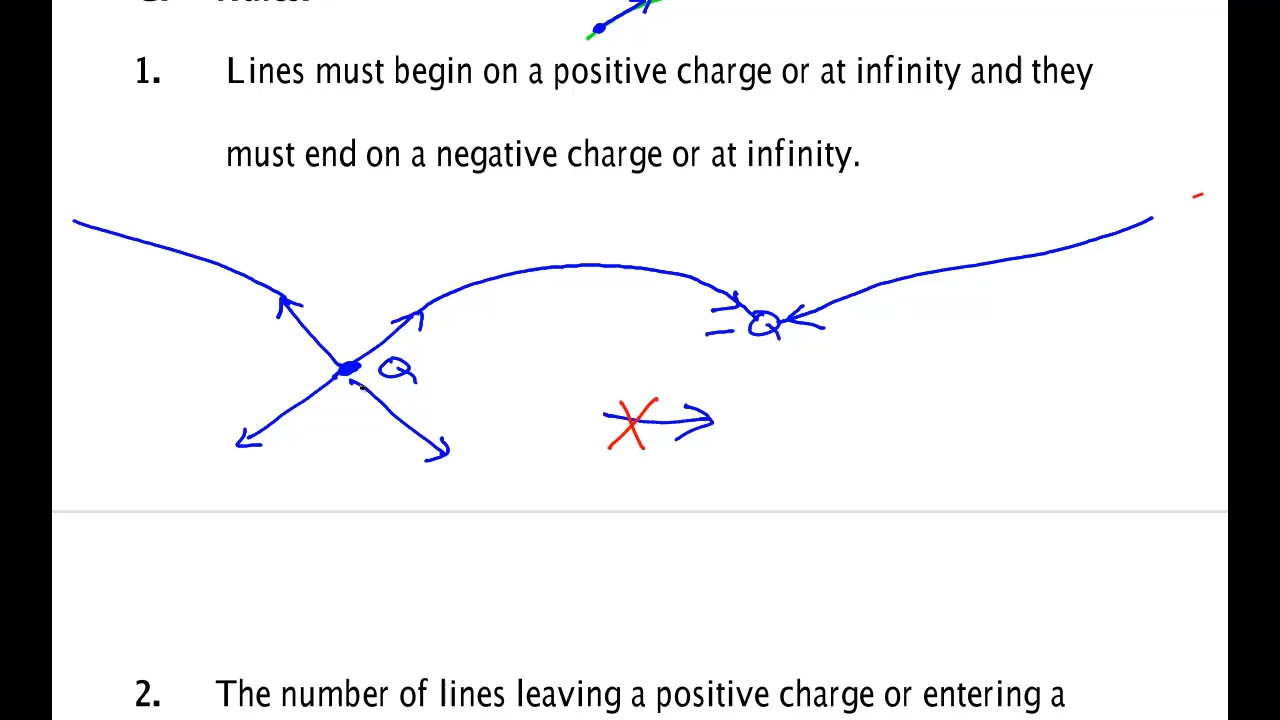 1. Lines must begin on a positive charge or at infinity and they
must end on a negative charge or at infinity.
Q
Q
2. The number of lines leaving a positive charge or entering a